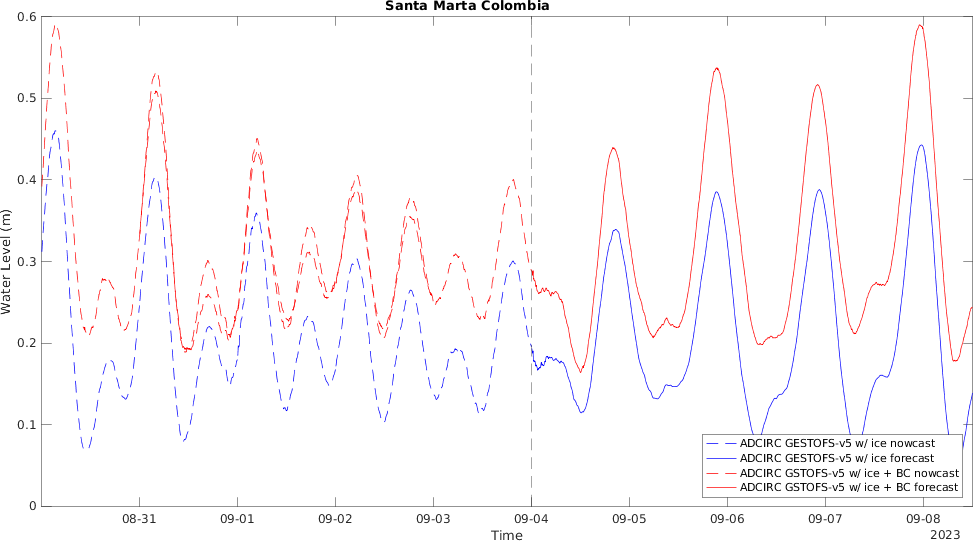 Santa Marta Colombia
0.6
0.5
0.4
0.3
0.2
0.1
0
Water Level (m)
08-31 09-01 09-02 09-03 09-04 09-05 09-06 09-07 09-08
Time
2023
ADCIRC GESTOFS-v5 w/ ice nowcast
ADCIRC GESTOFS-v5 w/ ice forecast
ADCIRC GSTOFS-v5 w/ ice + BC nowcast
ADCIRC GSTOFS-v5 w/ ice + BC forecast